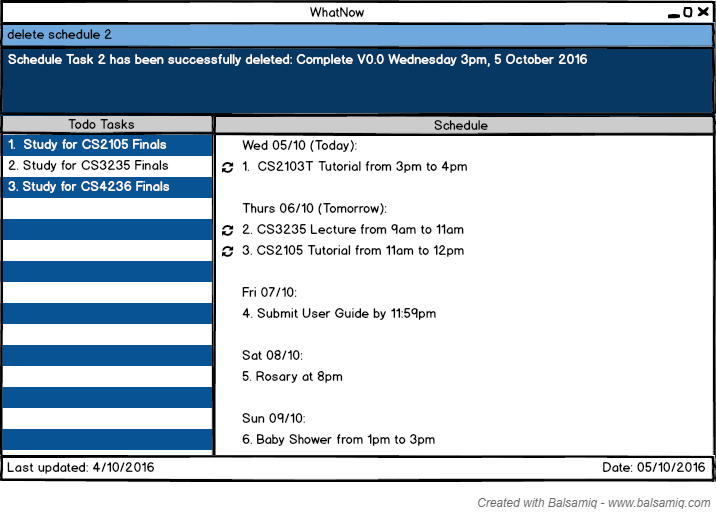 WhatNow
delete schedule 2
Schedule Task 2 has been successfully deleted: Complete V0.0 Wednesday 3pm, 5 October 2016
Todo Tasks
1. Study for CS2105 Finals
2. Study for CS3235 Finals
3. Study for CS4236 Finals
Schedule
Wed 05/10 (Today):
1. CS2103T Tutorial from 3pm to 4pm
Thurs 06/10 (Tomorrow):
2. CS3235 Lecture from 9am to 11am
3. CS2105 Tutorial from 11am to 12pm
Fri 07/10:
4. Submit User Guide by 11:59pm
Sat 08/10:
5. Rosary at 8pm
Sun 09/10:
6. Baby Shower from 1pm to 3pm
Last updated: 4/10/2016
Date: 05/10/2016
Created with Balsamiq - www.balsamiq.com